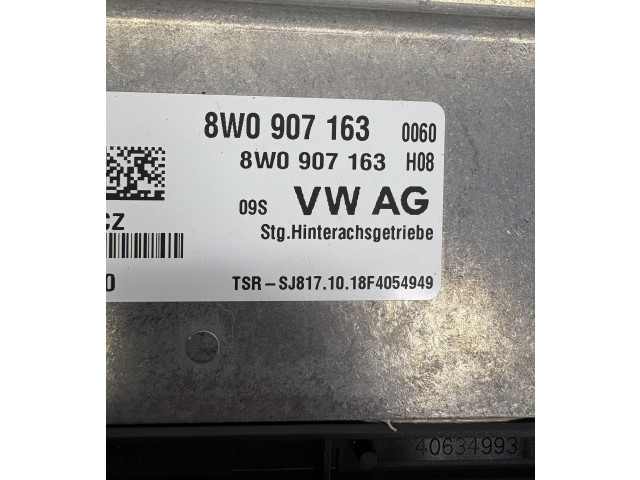 8W0 907 163 0060
8W0 907 163 H08
09S VW AG
CZ
Stg.Hinterachsgetriebe
0 TSR-SJ817.10.18F4054949
40634993